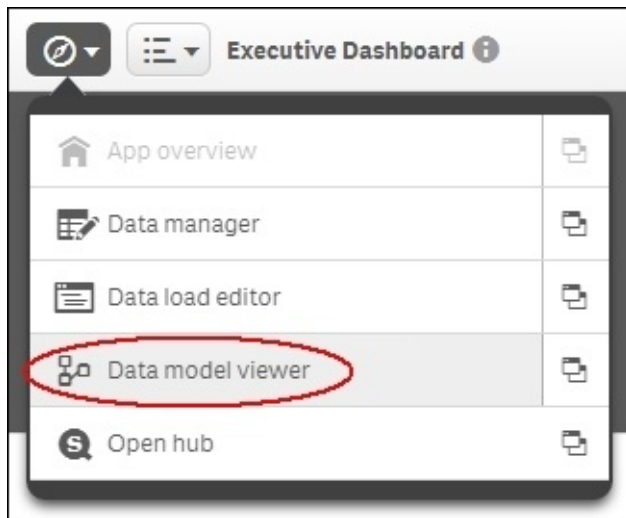 Executive Dashboard
App overview
Data manager
Data load editor
Data model viewer
Open hub